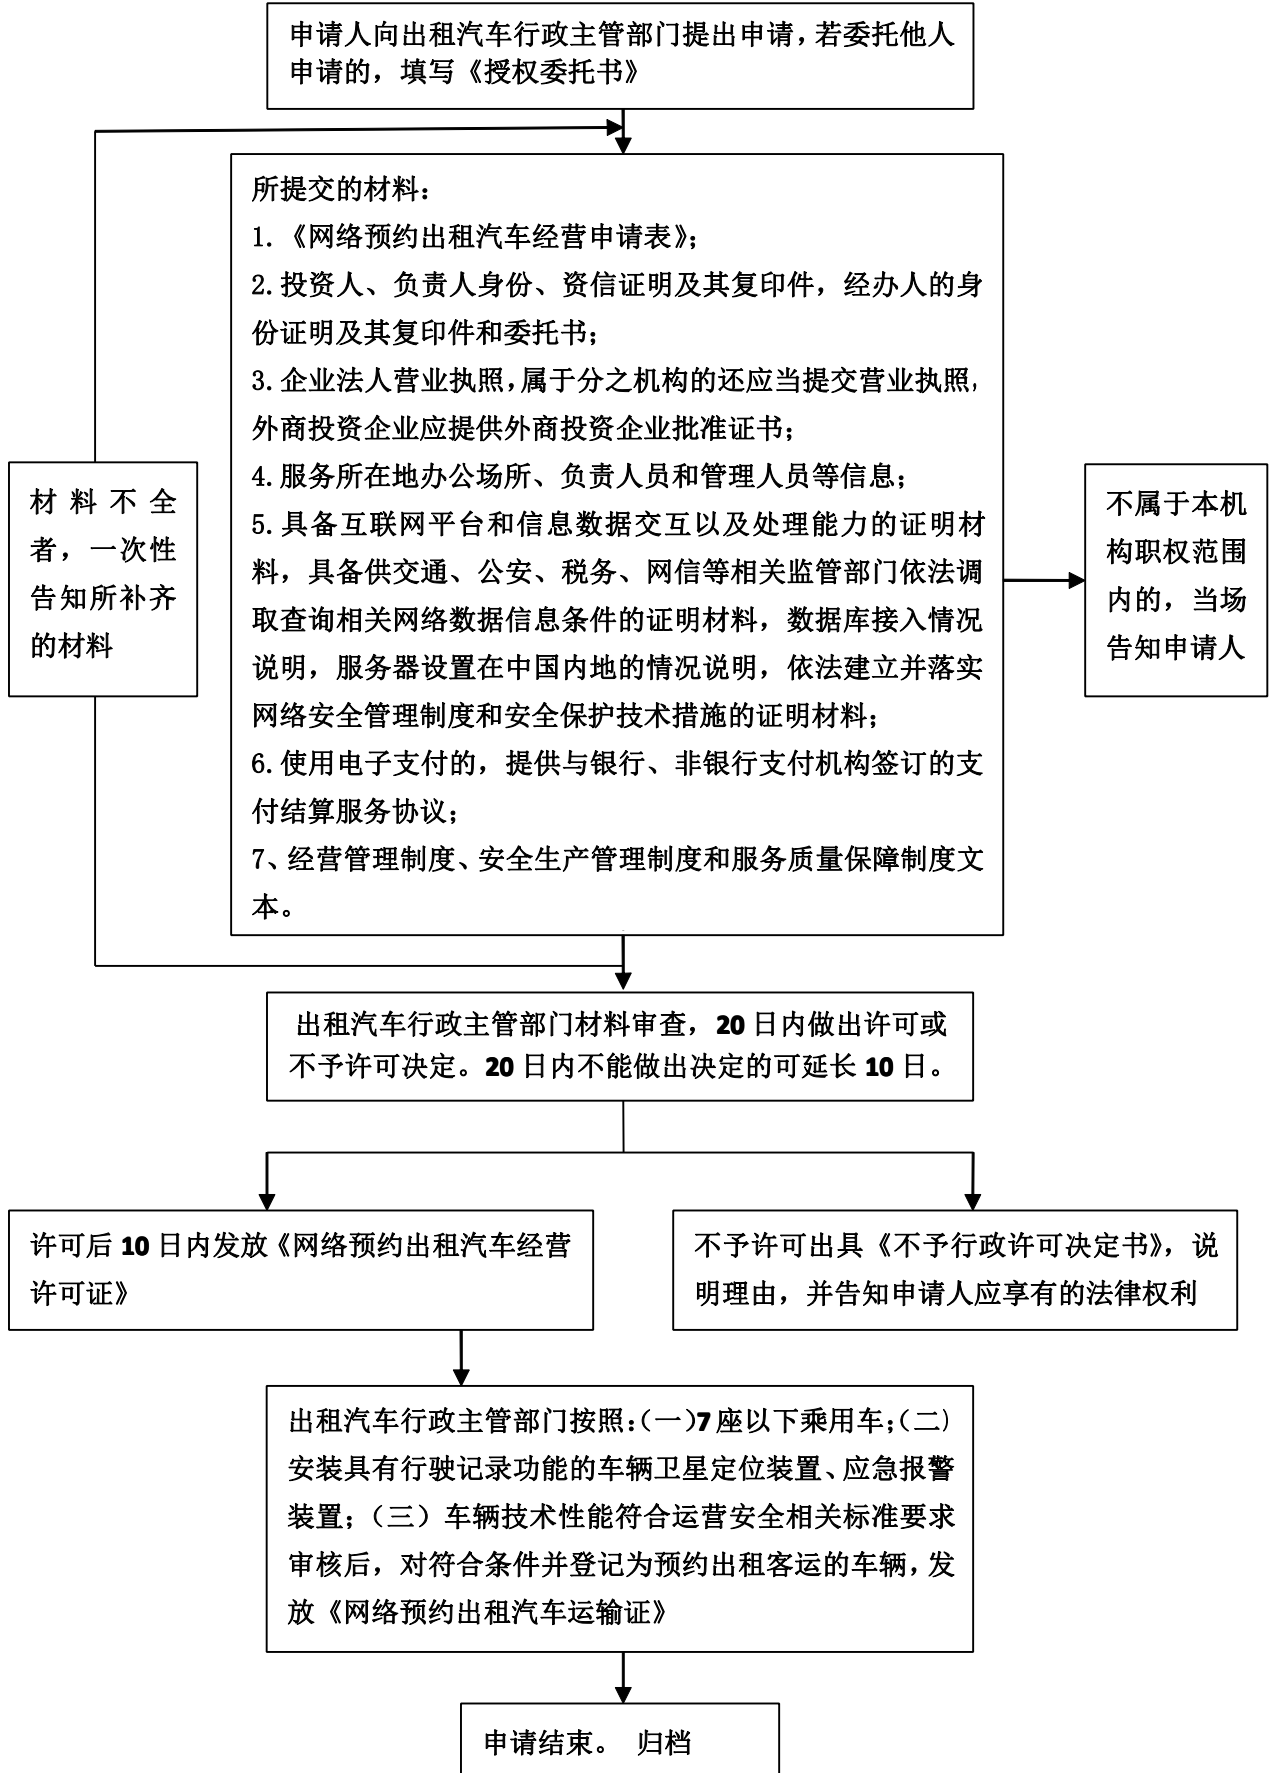 申请人向出租汽车行政主管部门提出申请，若委托他人
申请的，填写《授权委托书》
所提交的材料：
1.《网络预约出租汽车经营申请表》；
2.投资人、负责人身份、资信证明及其复印件，经办人的身
份证明及其复印件和委托书；
3.企业法人营业执照，属于分之机构的还应当提交营业执照，
外商投资企业应提供外商投资企业批准证书；
4.服务所在地办公场所、负责人员和管理人员等信息；
5.具备互联网平台和信息数据交互以及处理能力的证明材
料，具备供交通、公安、税务、网信等相关监管部门依法调
取查询相关网络数据信息条件的证明材料，数据库接入情况
说明，服务器设置在中国内地的情况说明，依法建立并落实
网络安全管理制度和安全保护技术措施的证明材料；
6.使用电子支付的，提供与银行、非银行支付机构签订的支
付结算服务协议；
7、经营管理制度、安全生产管理制度和服务质量保障制度文
本。
材料不全
者，一次性
告知所补齐
的材料
不属于本机
构职权范围
内的，当场
告知申请人
出租汽车行政主管部门材料审查，20日内做出许可或
不予许可决定。20日内不能做出决定的可延长10日。
许可后10日内发放《网络预约出租汽车经营
许可证》
不予许可出具《不予行政许可决定书》，说
明理由，并告知申请人应享有的法律权利
出租汽车行政主管部门按照：（一）7座以下乘用车；（二）
安装具有行驶记录功能的车辆卫星定位装置、应急报警
装置；（三）车辆技术性能符合运营安全相关标准要求
审核后，对符合条件并登记为预约出租客运的车辆，发
放《网络预约出租汽车运输证》
申请结束。 归档